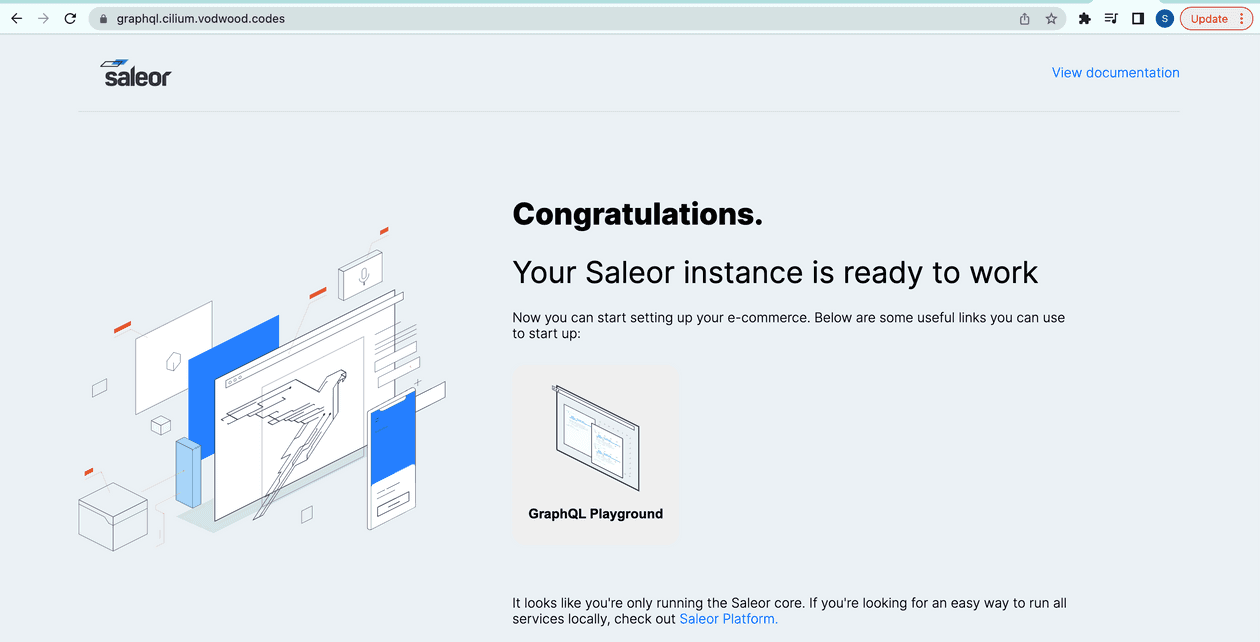 graphql.cilium.vodwood.codes
S
Update
saleor
View documentation
Congratulations.
Your Saleor instance is ready to work
Now you can start setting up your e-commerce. Below are some useful links you can use
to start up:
GraphQL Playground
It looks like you're only running the Saleor core. If you're looking for an easy way to run all
services locally, check out Saleor Platform.